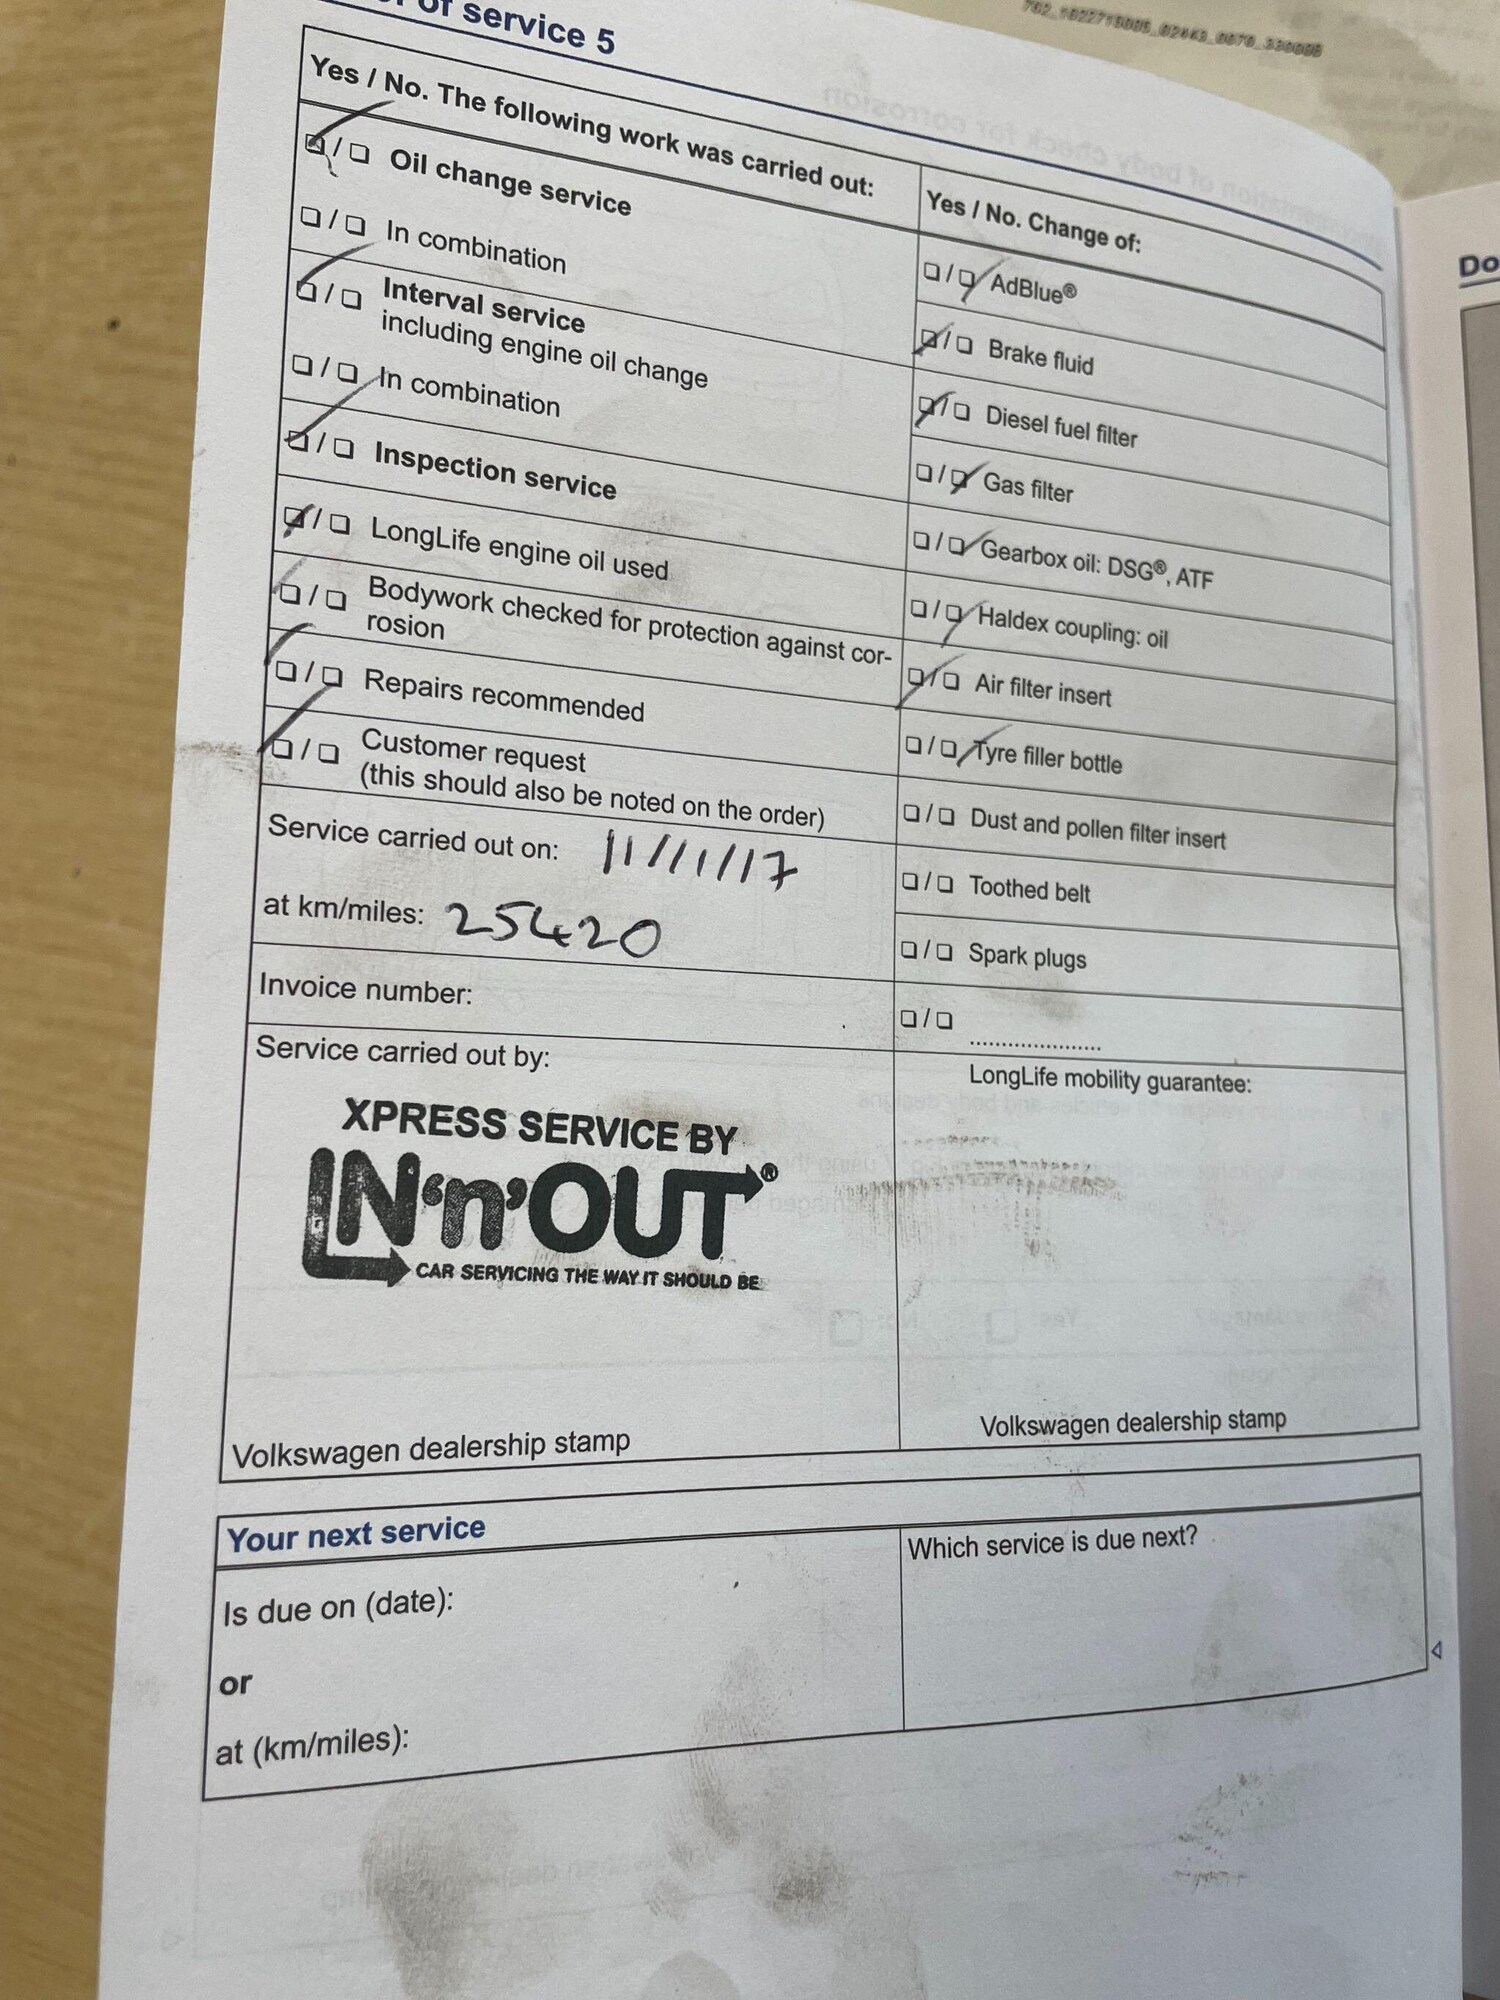 of service 5
Yes / No. The following work was carried out:
❏/❏ Oil change service
❏/❏ In combination
❏/❏ Interval service
including engine oil change
❏/❏ In combination
❏/❏ Inspection service
❏/❏ LongLife engine oil used
❏/❏ Bodywork checked for protection against cor-
rosion
❏/❏ Repairs recommended
❏/❏ Customer request
(this should also be noted on the order)
Service carried out on: 11/11/17
at km/miles: 25420
Invoice number:
Service carried out by:
XPRESS SERVICE BY
IN‘n’OUT®
CAR SERVICING THE WAY IT SHOULD BE
Volkswagen dealership stamp
Yes / No. Change of:
❏/❏ AdBlue®
❏/❏ Brake fluid
❏/❏ Diesel fuel filter
❏/❏ Gas filter
❏/❏ Gearbox oil: DSG®, ATF
❏/❏ Haldex coupling: oil
❏/❏ Air filter insert
❏/❏ Tyre filler bottle
❏/❏ Dust and pollen filter insert
❏/❏ Toothed belt
❏/❏ Spark plugs
❏/❏ .....................
LongLife mobility guarantee:
Volkswagen dealership stamp
Your next service
Is due on (date):
or
at (km/miles):
Which service is due next?
Do